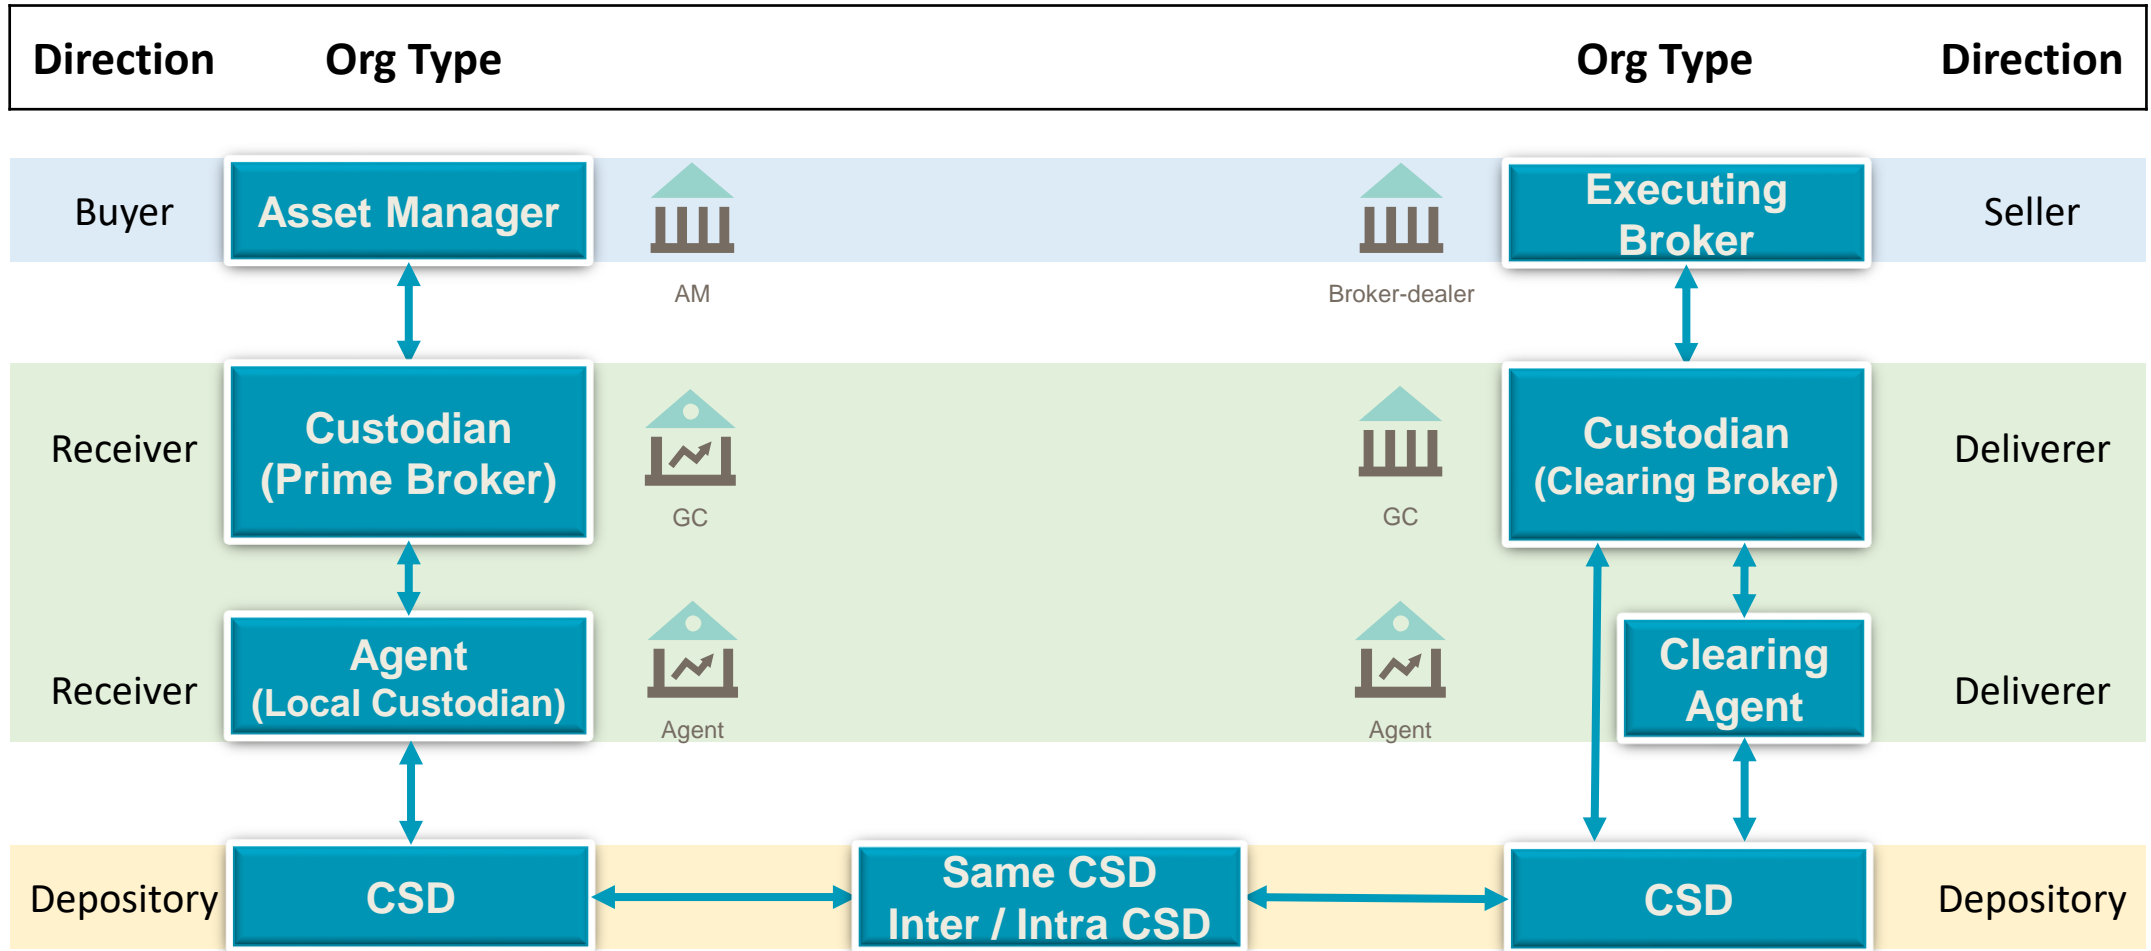 Direction Org Type Org Type Direction
Buyer Asset Manager Executing Broker Seller
AM Broker-dealer
Receiver Custodian (Prime Broker) Custodian (Clearing Broker) Deliverer
GC GC
Receiver Agent (Local Custodian) Clearing Agent Deliverer
Agent Agent
Depository CSD Same CSD Inter / Intra CSD CSD Depository